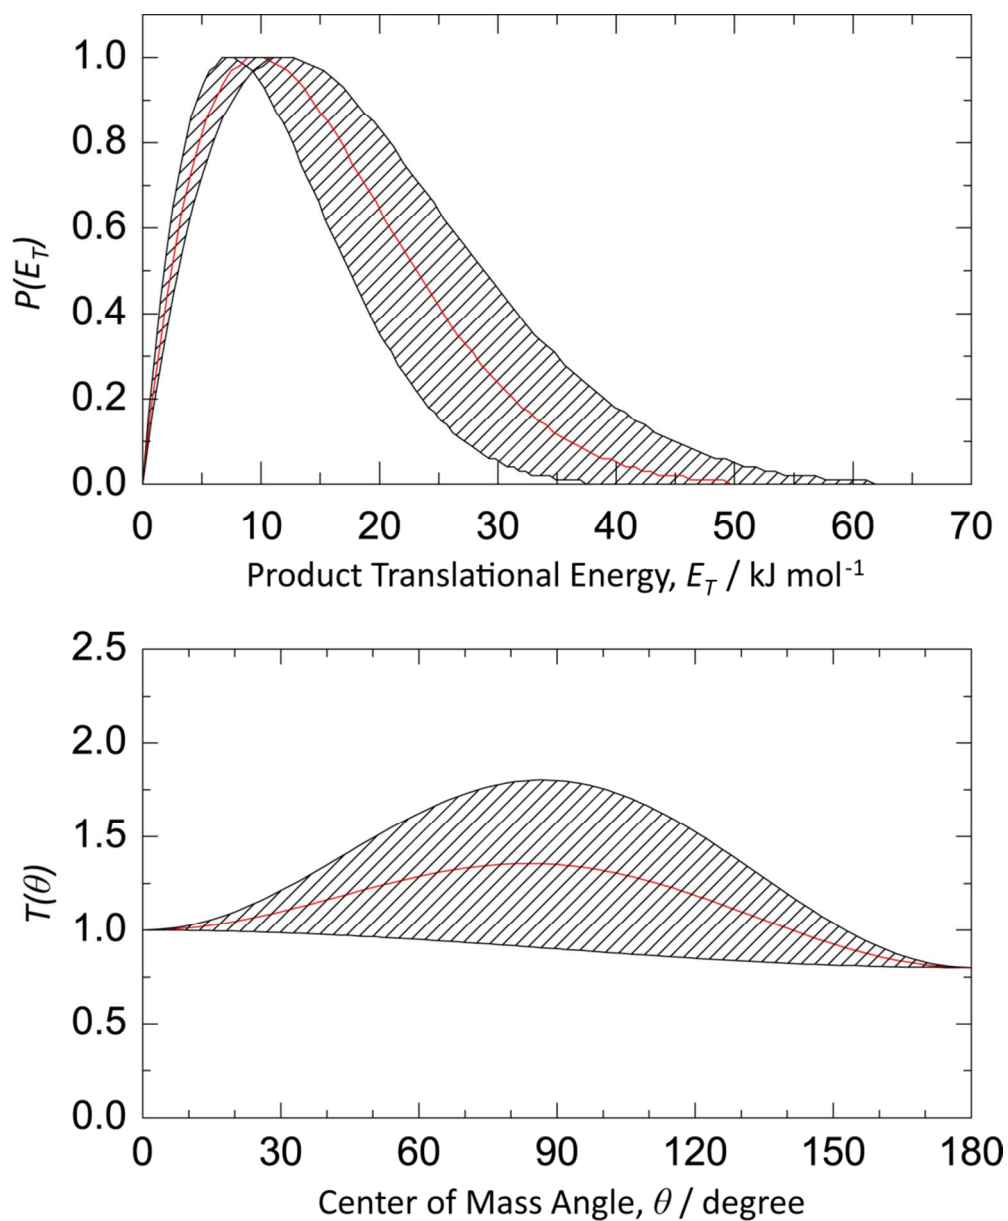 1.0
0.8
0.6
0.4
0.2
0.0
P(E_T)
0 10 20 30 40 50 60 70
Product Translational Energy, E_T / kJ mol⁻¹
2.5
2.0
1.5
1.0
0.5
0.0
T(θ)
0 30 60 90 120 150 180
Center of Mass Angle, θ / degree